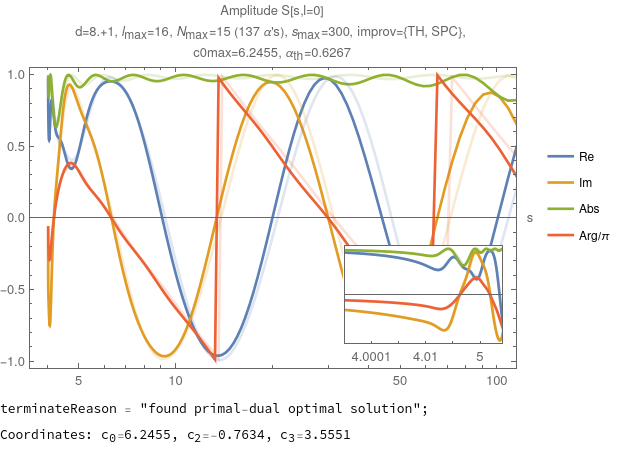 Amplitude S[s,l=0]
d=8.+1, lmax=16, Nmax=15 (137 α's), smax=300, improv={TH, SPC},
c0max=6.2455, αth=0.6267
1.0
0.5
0.0
−0.5
−1.0
5
10
50
100
s
4.0001
4.01
5
Re
Im
Abs
Arg/π
terminateReason = "found primal-dual optimal solution";
Coordinates: c0=6.2455, c2=-0.7634, c3=3.5551